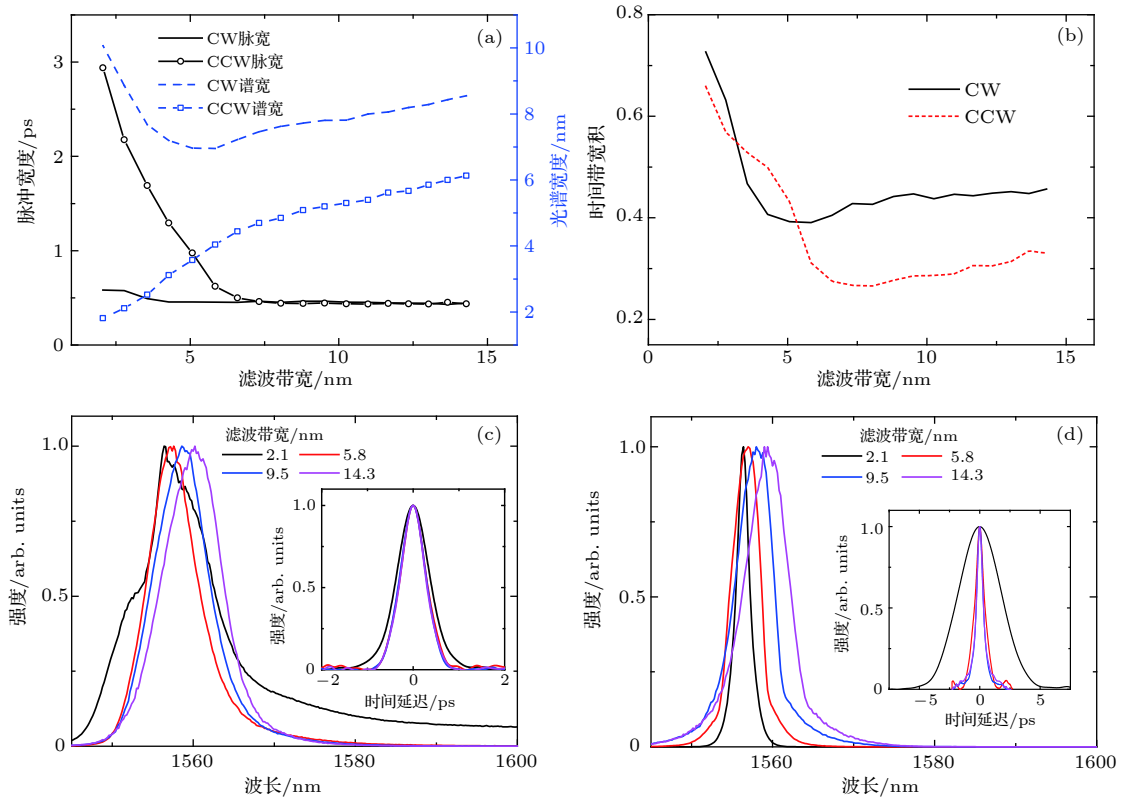 (a)
CW脉宽
CCW脉宽
CW谱宽
CCW谱宽
脉冲宽度/ps
3
2
1
0
光谱宽度/nm
10
8
6
4
2
5
10
15
滤波带宽/nm
(b)
CW
CCW
时间带宽积
0.8
0.6
0.4
0.2
0
5
10
15
滤波带宽/nm
(c)
滤波带宽/nm
2.1
5.8
9.5
14.3
强度/arb. units
1.0
0.5
0
1560
1580
1600
波长/nm
强度/arb. units
1.0
0.5
0
−2
0
2
时间延迟/ps
(d)
滤波带宽/nm
2.1
5.8
9.5
14.3
强度/arb. units
1.0
0.5
0
1560
1580
1600
波长/nm
强度/arb. units
1.0
0.5
0
−5
0
5
时间延迟/ps